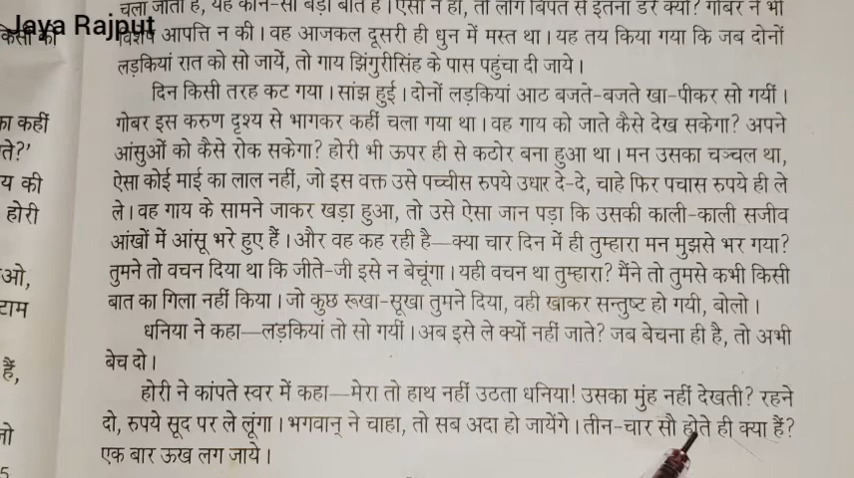 Jaya Rajput
चला जाता है, यह कौन-सी बड़ी बात है। ऐसा न हो, तो लोग बिपत से इतना डरें क्यों? गोबर ने भी
विशेष आपत्ति न की। वह आजकल दूसरी ही धुन में मस्त था। यह तय किया गया कि जब दोनों
लड़कियां रात को सो जायें, तो गाय झिंगुरीसिंह के पास पहुंचा दी जाये।
दिन किसी तरह कट गया। सांझ हुई। दोनों लड़कियां आठ बजते-बजते खा-पीकर सो गयीं।
गोबर इस करुण दृश्य से भागकर कहीं चला गया था। वह गाय को जाते कैसे देख सकेगा? अपने
आंसुओं को कैसे रोक सकेगा? होरी भी ऊपर ही से कठोर बना हुआ था। मन उसका चञ्चल था,
ऐसा कोई माई का लाल नहीं, जो इस वक्त उसे पच्चीस रुपये उधार दे-दे, चाहे फिर पचास रुपये ही ले
ले। वह गाय के सामने जाकर खड़ा हुआ, तो उसे ऐसा जान पड़ा कि उसकी काली-काली सजीव
आंखों में आंसू भरे हुए हैं। और वह कह रही है—क्या चार दिन में ही तुम्हारा मन मुझसे भर गया?
तुमने तो वचन दिया था कि जीते-जी इसे न बेचूंगा। यही वचन था तुम्हारा? मैंने तो तुमसे कभी किसी
बात का गिला नहीं किया। जो कुछ रूखा-सूखा तुमने दिया, वही खाकर सन्तुष्ट हो गयी, बोलो।
धनिया ने कहा—लड़कियां तो सो गयीं। अब इसे ले क्यों नहीं जाते? जब बेचना ही है, तो अभी
बेच दो।
होरी ने कांपते स्वर में कहा—मेरा तो हाथ नहीं उठता धनिया! उसका मुंह नहीं देखती? रहने
दो, रुपये सूद पर ले लूंगा। भगवान् ने चाहा, तो सब अदा हो जायेंगे। तीन-चार सौ होते ही क्या हैं?
एक बार ऊख लग जाये।
किसी की
का कहीं
ते?'
य की
होरी
ओ,
टाम
हैं,
5